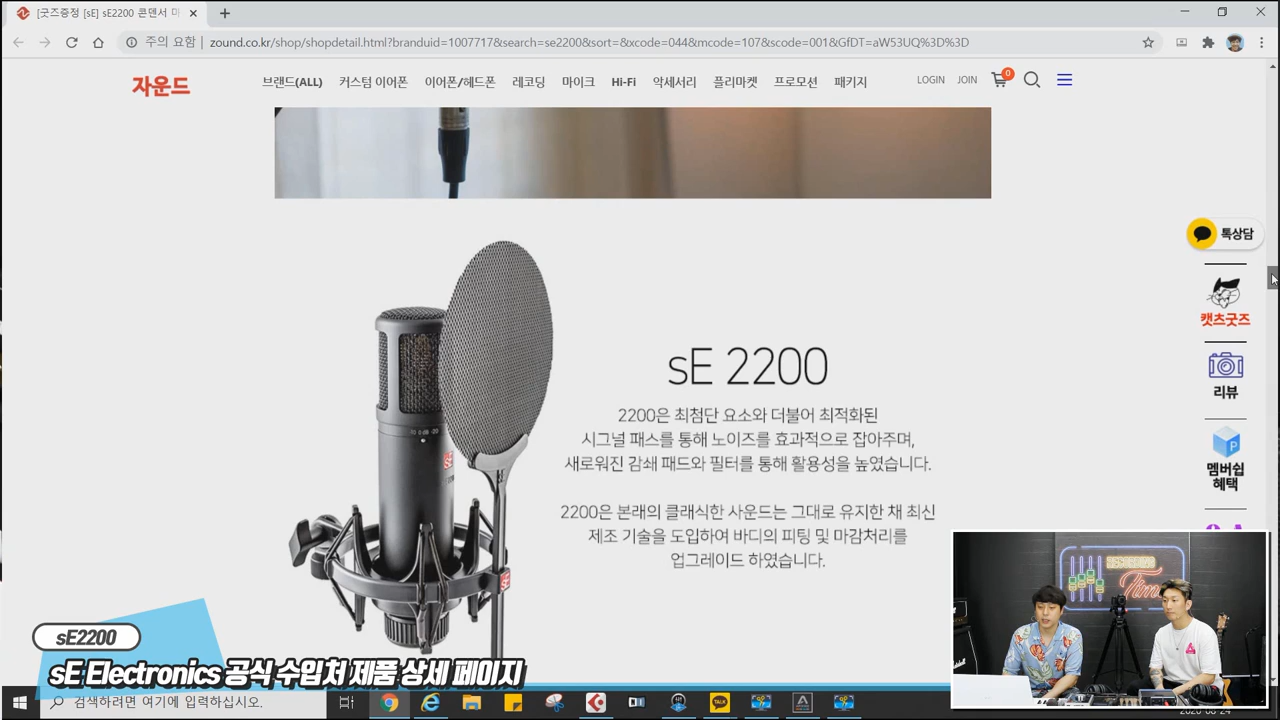 [굿즈증정 [sE] sE2200 콘덴서 마
주의 요함
zound.co.kr/shop/shopdetail.html?branduid=1007717&search=se2200&sort=&xcode=044&mcode=107&scode=001&GfDT=aW53UQ%3D%3D
자운드
브랜드(ALL) 커스텀 이어폰 이어폰/헤드폰 레코딩 마이크 Hi-Fi 악세서리 플리마켓 프로모션 패키지
LOGIN JOIN 0
톡상담
캣츠굿즈
리뷰
P
멤버쉽
혜택
sE 2200
2200은 최첨단 요소와 더불어 최적화된
시그널 패스를 통해 노이즈를 효과적으로 잡아주며,
새로워진 감쇄 패드와 필터를 통해 활용성을 높였습니다.
2200은 본래의 클래식한 사운드는 그대로 유지한 채 최신
제조 기술을 도입하여 바디의 피팅 및 마감처리를
업그레이드 하였습니다.
RECORDING
Time
Marshall
sE2200
sE Electronics 공식 수입처 제품 상세 페이지
검색하려면 여기에 입력하십시오.
TALK
2020-08-24